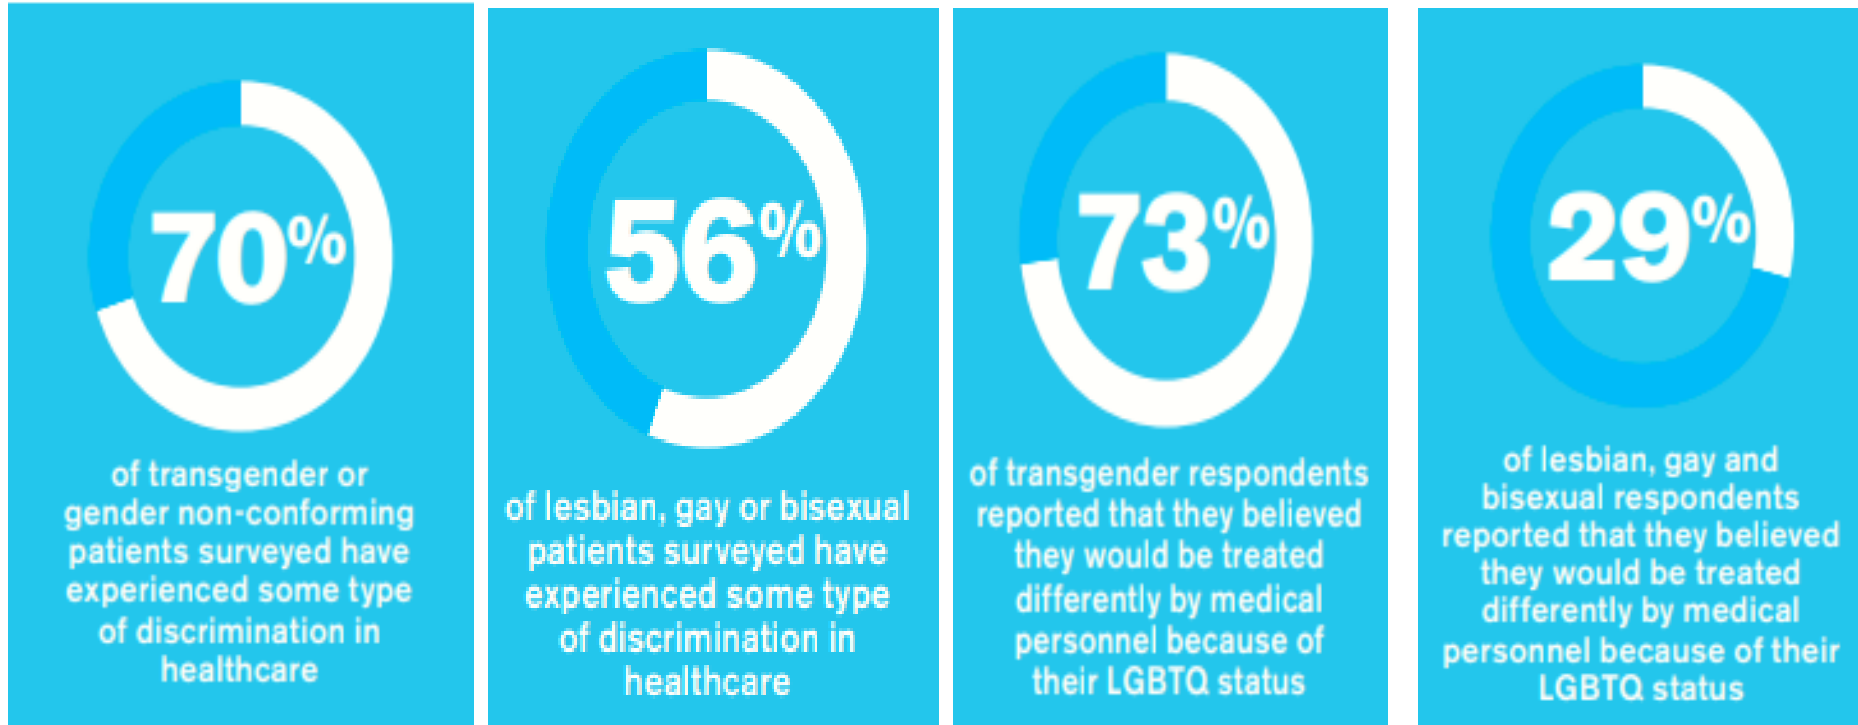 70%
of transgender or
gender non-conforming
patients surveyed have
experienced some type
of discrimination in
healthcare
56%
of lesbian, gay or bisexual
patients surveyed have
experienced some type
of discrimination in
healthcare
73%
of transgender respondents
reported that they believed
they would be treated
differently by medical
personnel because of
their LGBTQ status
29%
of lesbian, gay and
bisexual respondents
reported that they believed
they would be treated
differently by medical
personnel because of their
LGBTQ status